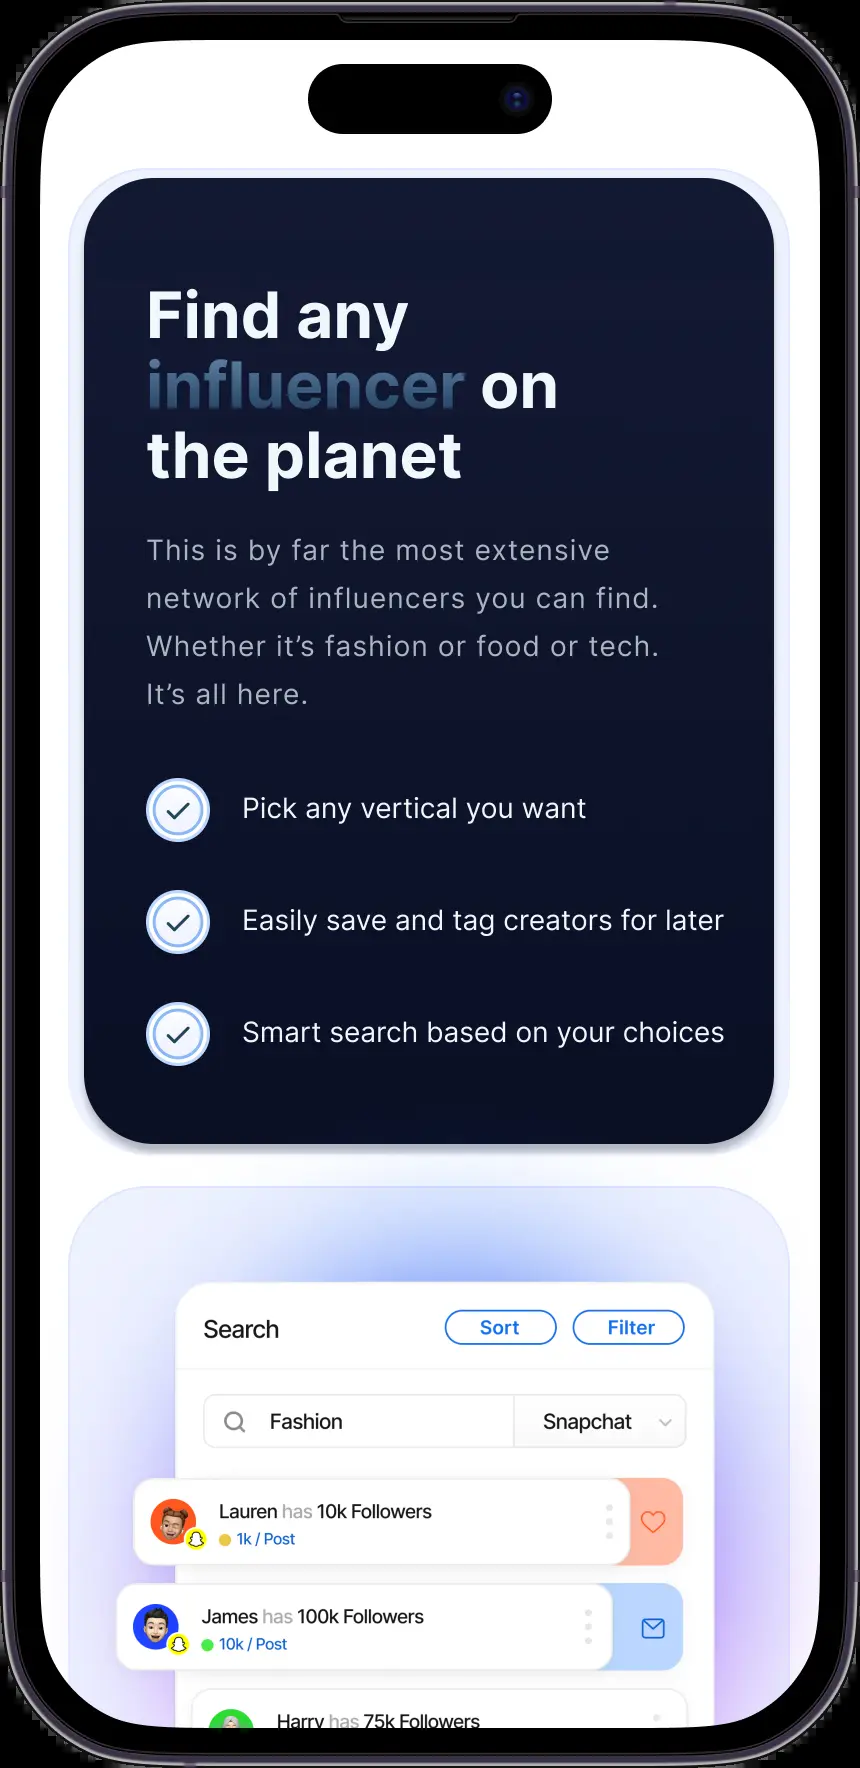 Find any
influencer on
the planet
This is by far the most extensive
network of influencers you can find.
Whether it’s fashion or food or tech.
It’s all here.
Pick any vertical you want
Easily save and tag creators for later
Smart search based on your choices
Search
Sort
Filter
Fashion
Snapchat
Lauren has 10k Followers
1k / Post
James has 100k Followers
10k / Post
Harry has 75k Followers